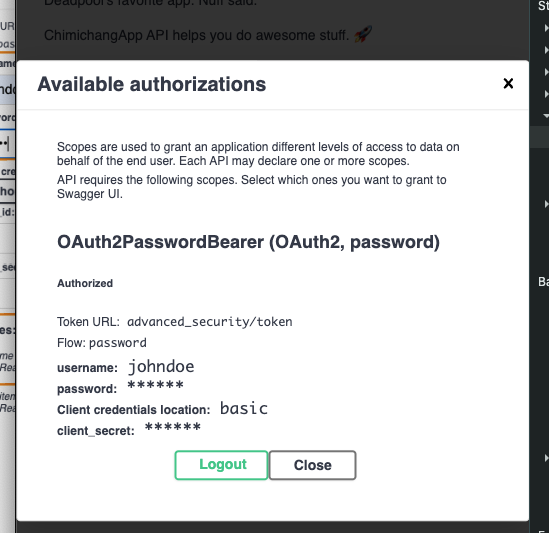 Deadpool's favorite app. Nuff said.
ChimichangApp API helps you do awesome stuff. 🚀
Available authorizations
×
Scopes are used to grant an application different levels of access to data on
behalf of the end user. Each API may declare one or more scopes.
API requires the following scopes. Select which ones you want to grant to
Swagger UI.
OAuth2PasswordBearer (OAuth2, password)
Authorized
Token URL: advanced_security/token
Flow: password
username: johndoe
password: ******
Client credentials location: basic
client_secret: ******
Logout
Close